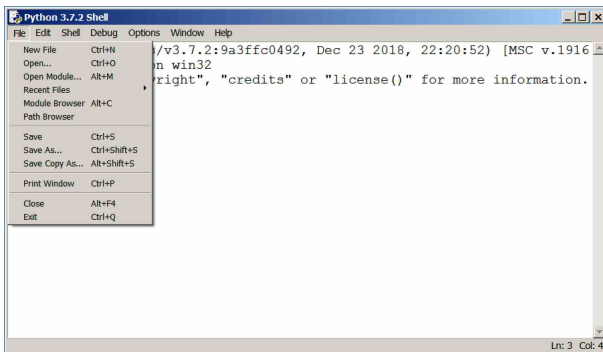 Python 3.7.2 Shell
File Edit Shell Debug Options Window Help
New File Ctrl+N
Open... Ctrl+O
Open Module... Alt+M
Recent Files
Module Browser Alt+C
Path Browser
Save Ctrl+S
Save As... Ctrl+Shift+S
Save Copy As... Alt+Shift+S
Print Window Ctrl+P
Close Alt+F4
Exit Ctrl+Q
/v3.7.2:9a3ffc0492, Dec 23 2018, 22:20:52) [MSC v.1916
on win32
right", "credits" or "license()" for more information.
Ln: 3 Col: 4